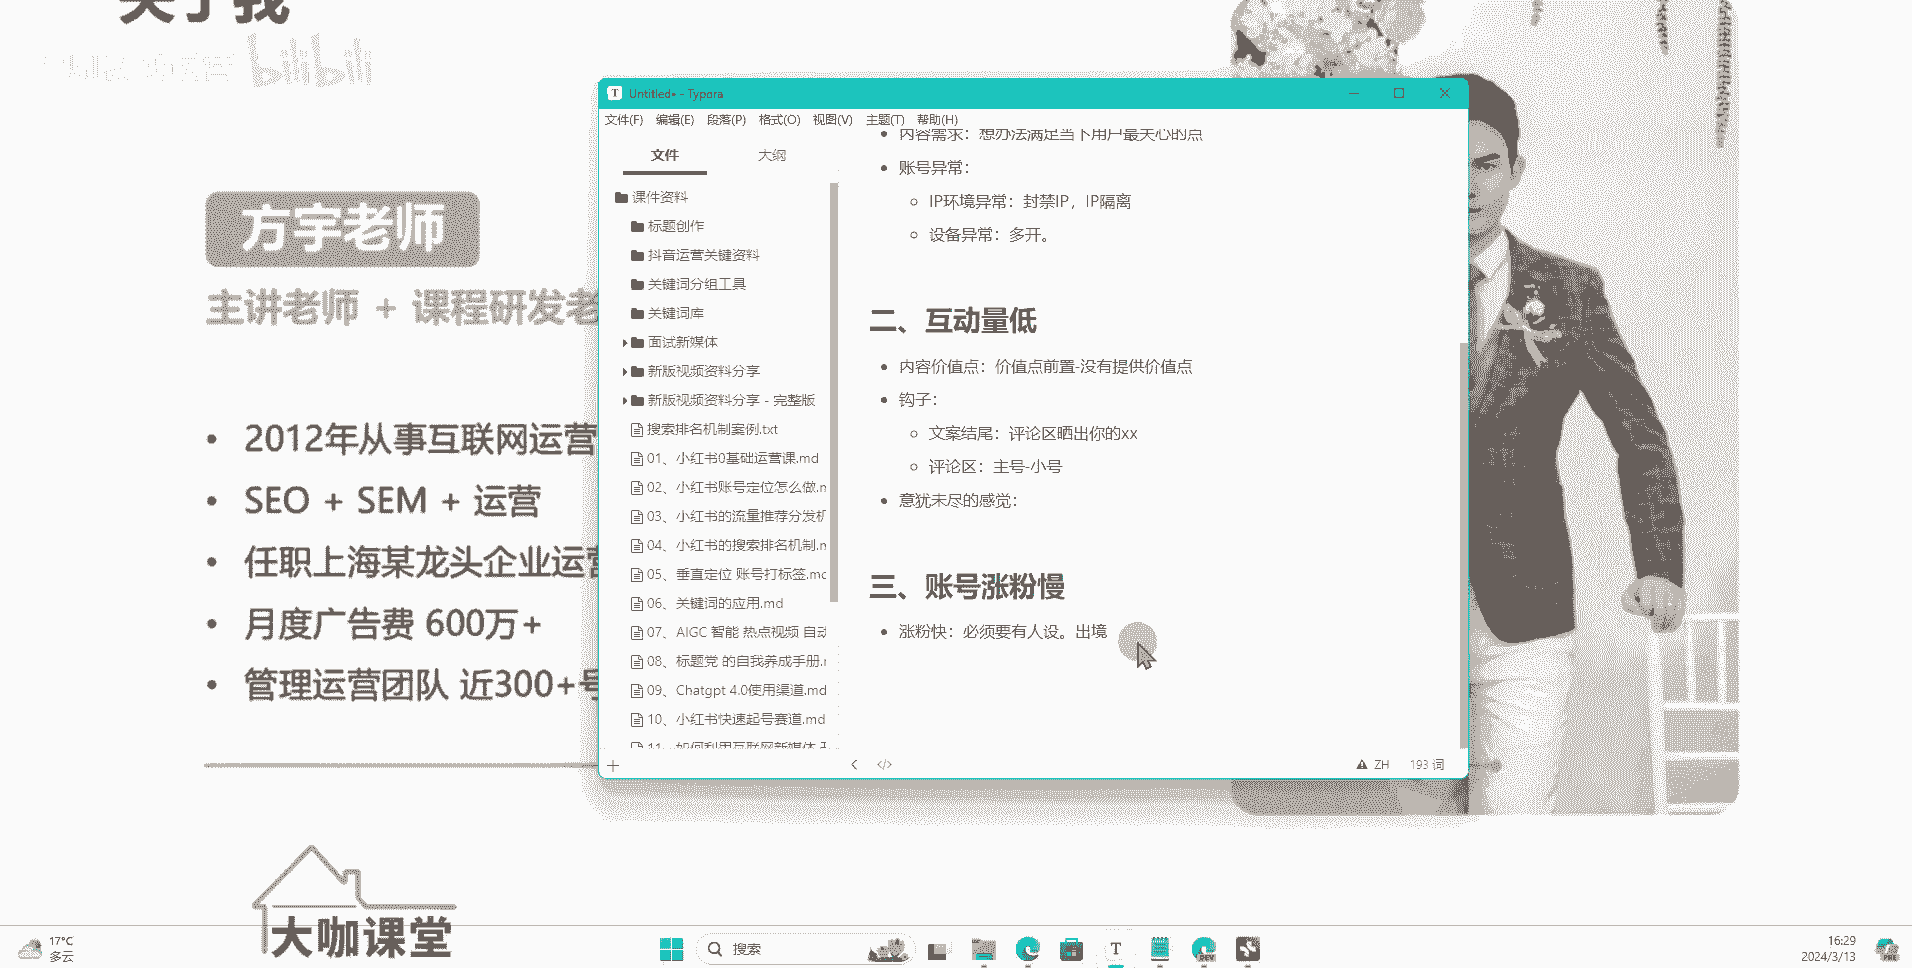 关于我
bilibili
方宇老师
主讲老师 + 课程研发老
2012年从事互联网运营
SEO + SEM + 运营
任职上海某龙头企业运营
月度广告费 600万+
管理运营团队 近300+号
大咖课堂
Untitled• - Typora
文件(F) 编辑(E) 段落(P) 格式(O) 视图(V) 主题(T) 帮助(H)
文件 大纲
课件资料
标题创作
抖音运营关键资料
关键词分组工具
关键词库
面试新媒体
新版视频资料分享
新版视频资料分享 - 完整版
搜索排名机制案例.txt
01、小红书0基础运营课.md
02、小红书账号定位怎么做.m
03、小红书的流量推荐分发机
04、小红书的搜索排名机制.m
05、垂直定位 账号打标签.md
06、关键词的应用.md
07、AIGC 智能 热点视频 自动
08、标题党 的自我养成手册.m
09、Chatgpt 4.0使用渠道.md
10、小红书快速起号赛道.md
11、如何利用互联网新媒体
内容需求：想办法满足当下用户最关心的点
账号异常：
IP环境异常：封禁IP，IP隔离
设备异常：多开。
二、互动量低
内容价值点：价值点前置-没有提供价值点
钩子：
文案结尾：评论区晒出你的xx
评论区：主号-小号
意犹未尽的感觉：
三、账号涨粉慢
涨粉快：必须要有人设。出境
ZH 193 词
17°C
多云
搜索
16:29
2024/3/13